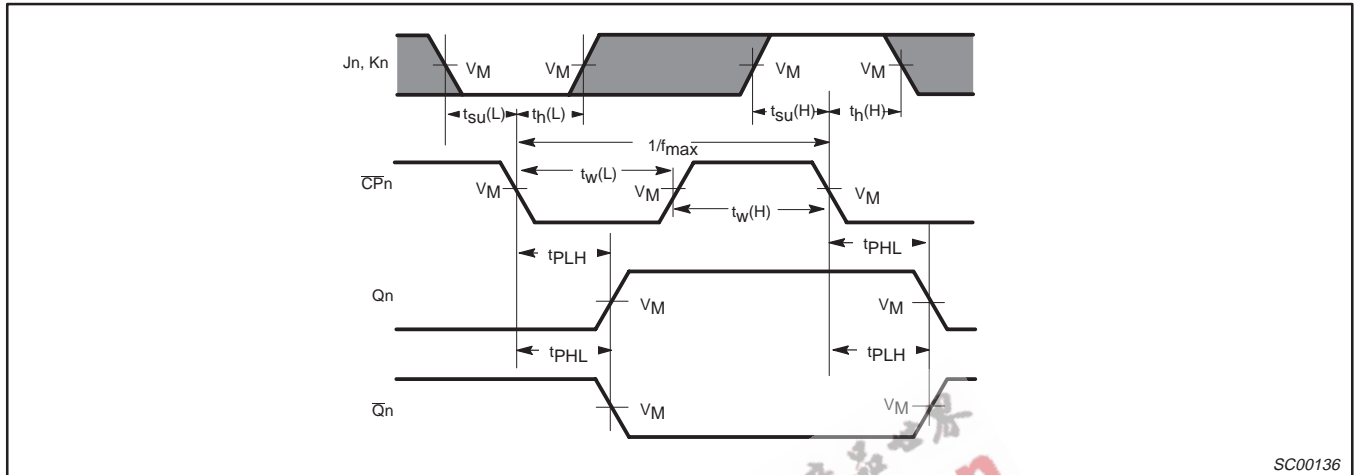 Jn, Kn
VM VM VM VM
tsu(L) th(L) tsu(H) th(H)
1/fmax
CPn
tw(L)
VM VM VM
tw(H)
tPLH tPHL
Qn
VM VM
tPHL tPLH
Qn
VM VM
SC00136